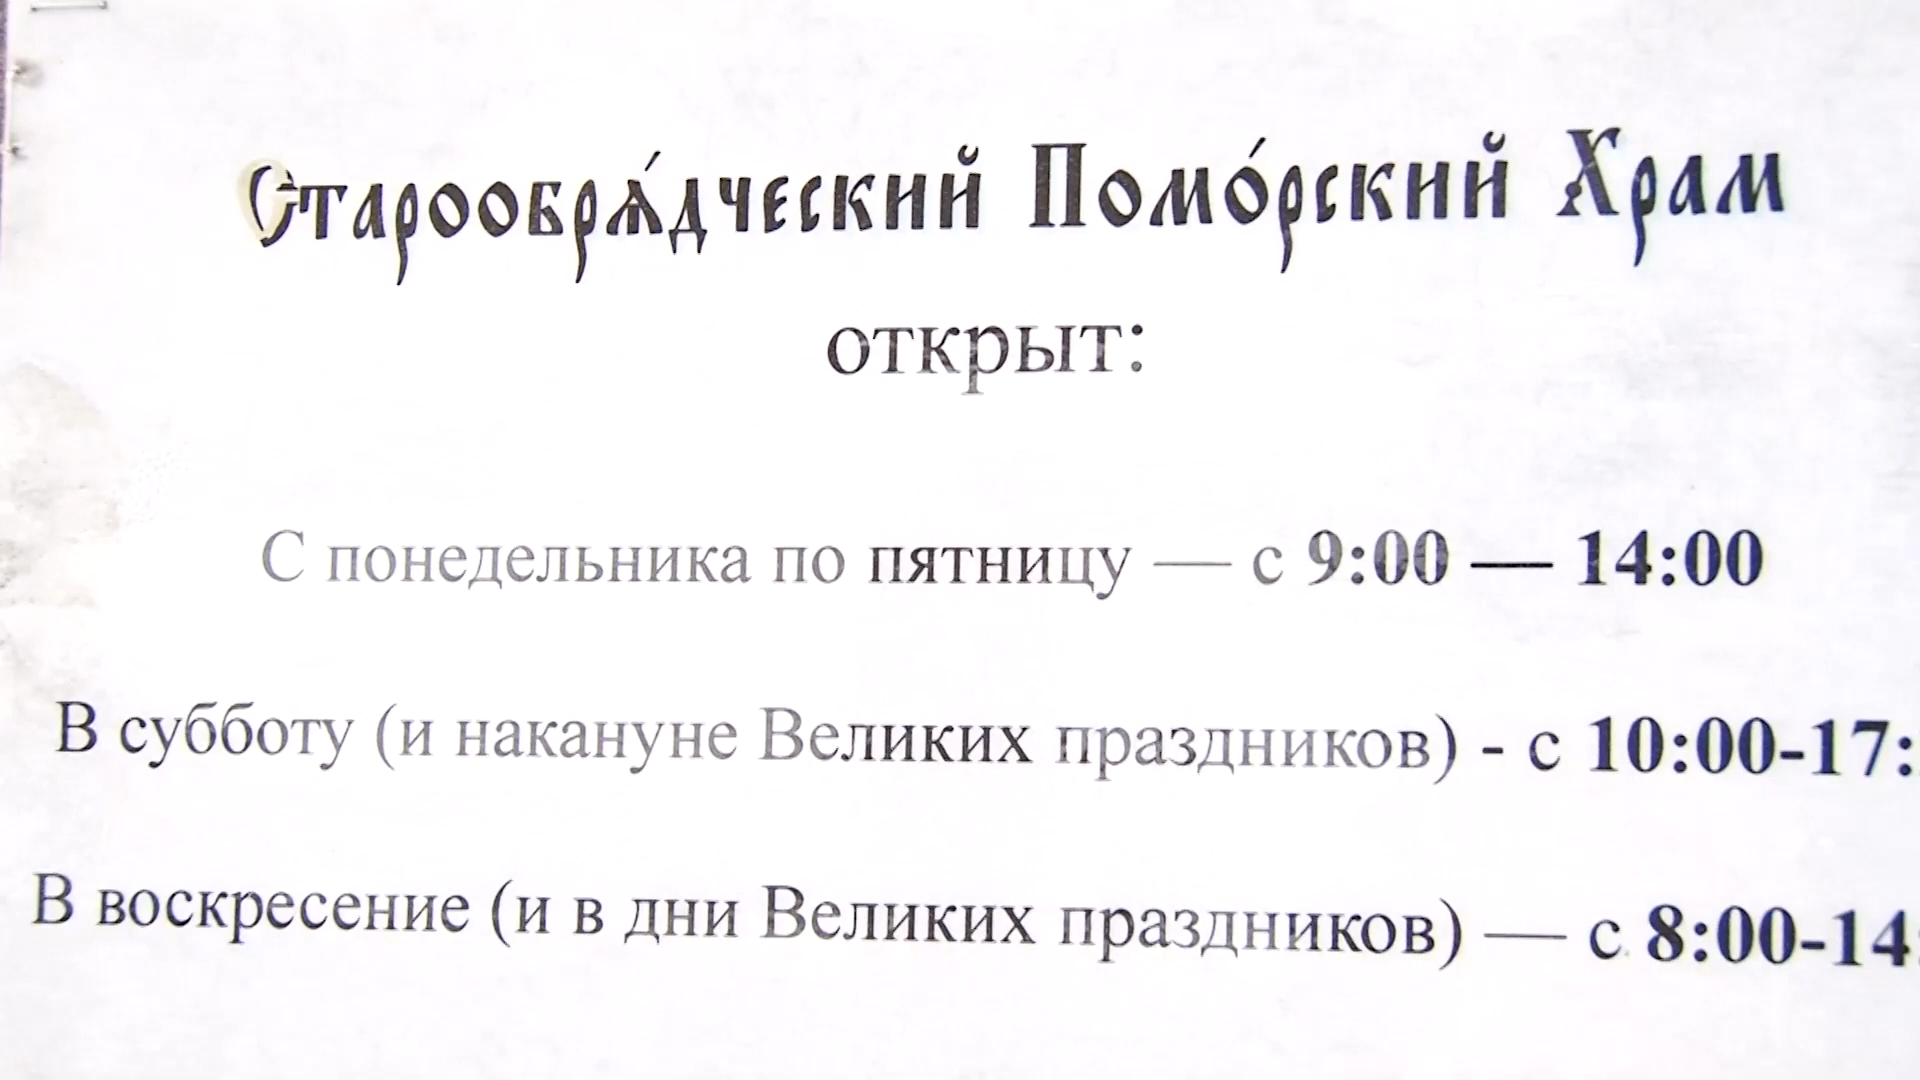 Старообрѧ́дческий Помо́рский Храм
открыт:
С понедельника по пятницу — с 9:00 — 14:00
В субботу (и накануне Великих праздников) - с 10:00-17:
В воскресение (и в дни Великих праздников) — с 8:00-14: